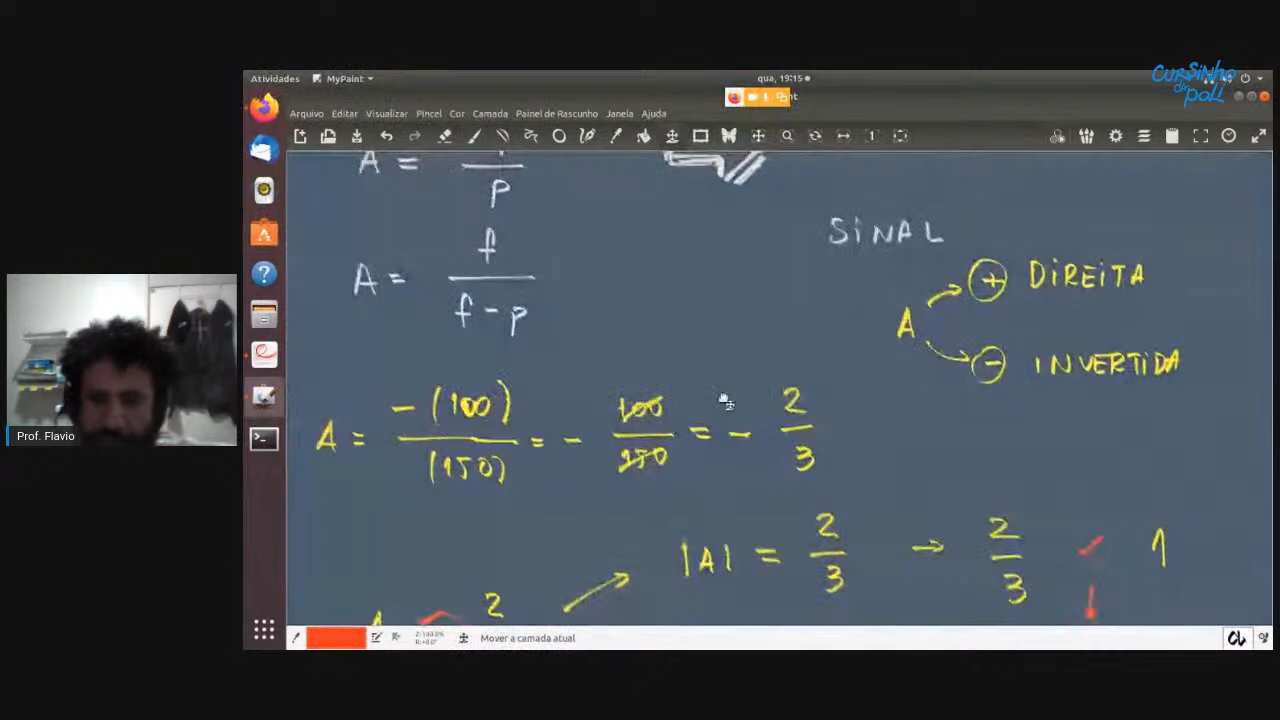 CURSINHO
da
POLI
Atividades MyPaint qua, 19:15
Arquivo Editar Visualizar Pincel Cor Camada Painel de Rascunho Janela Ajuda
A = / p
SINAL
A = f / f - p
+ DIREITA
A
- INVERTIDA
A = -(100) / (150) = - 100 / 150 = - 2 / 3
|A| = 2 / 3 → 2 / 3 1
2
Prof. Flavio
Mover a camada atual